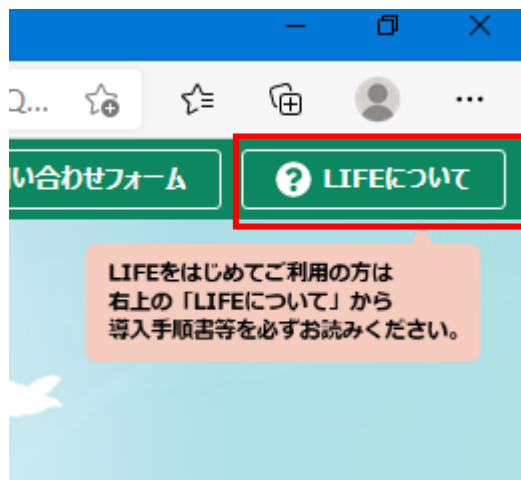 Q...
い合わせフォーム
? LIFEについて
LIFEをはじめてご利用の方は
右上の「LIFEについて」から
導入手順書等を必ずお読みください。